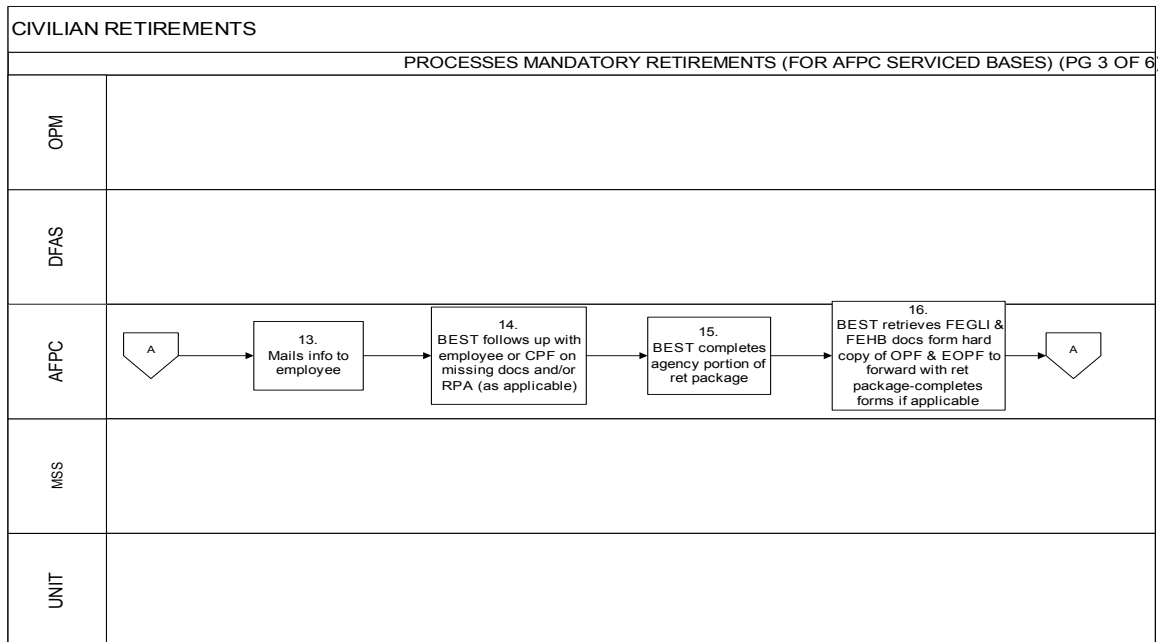 CIVILIAN RETIREMENTS
PROCESSES MANDATORY RETIREMENTS (FOR AFPC SERVICED BASES) (PG 3 OF 6)
OPM
DFAS
AFPC
A
13.
Mails info to
employee
14.
BEST follows up with
employee or CPF on
missing docs and/or
RPA (as applicable)
15.
BEST completes
agency portion of
ret package
16.
BEST retrieves FEGLI &
FEHB docs form hard
copy of OPF & EOPF to
forward with ret
package-completes
forms if applicable
A
MSS
UNIT